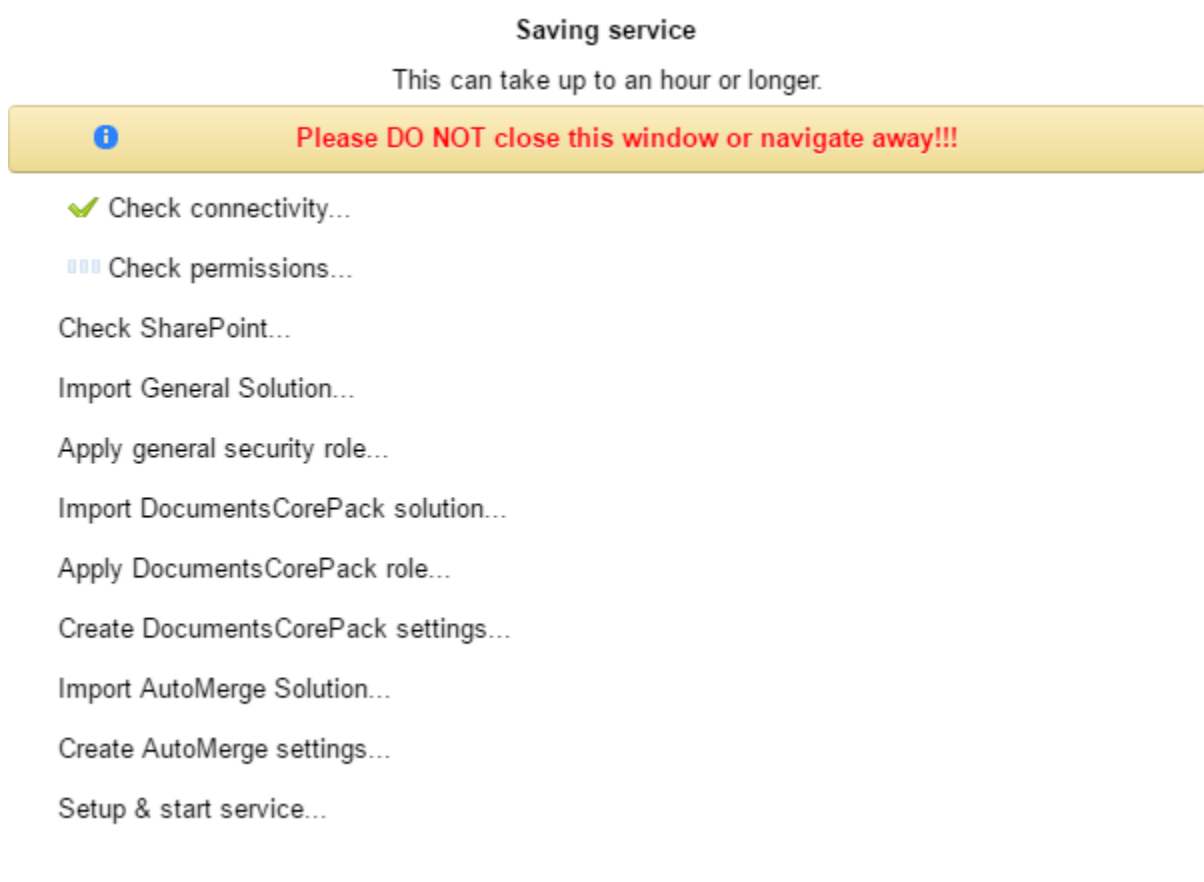 Saving service
This can take up to an hour or longer.
Please DO NOT close this window or navigate away!!!
Check connectivity...
Check permissions...
Check SharePoint...
Import General Solution...
Apply general security role...
Import DocumentsCorePack solution...
Apply DocumentsCorePack role...
Create DocumentsCorePack settings...
Import AutoMerge Solution...
Create AutoMerge settings...
Setup & start service...